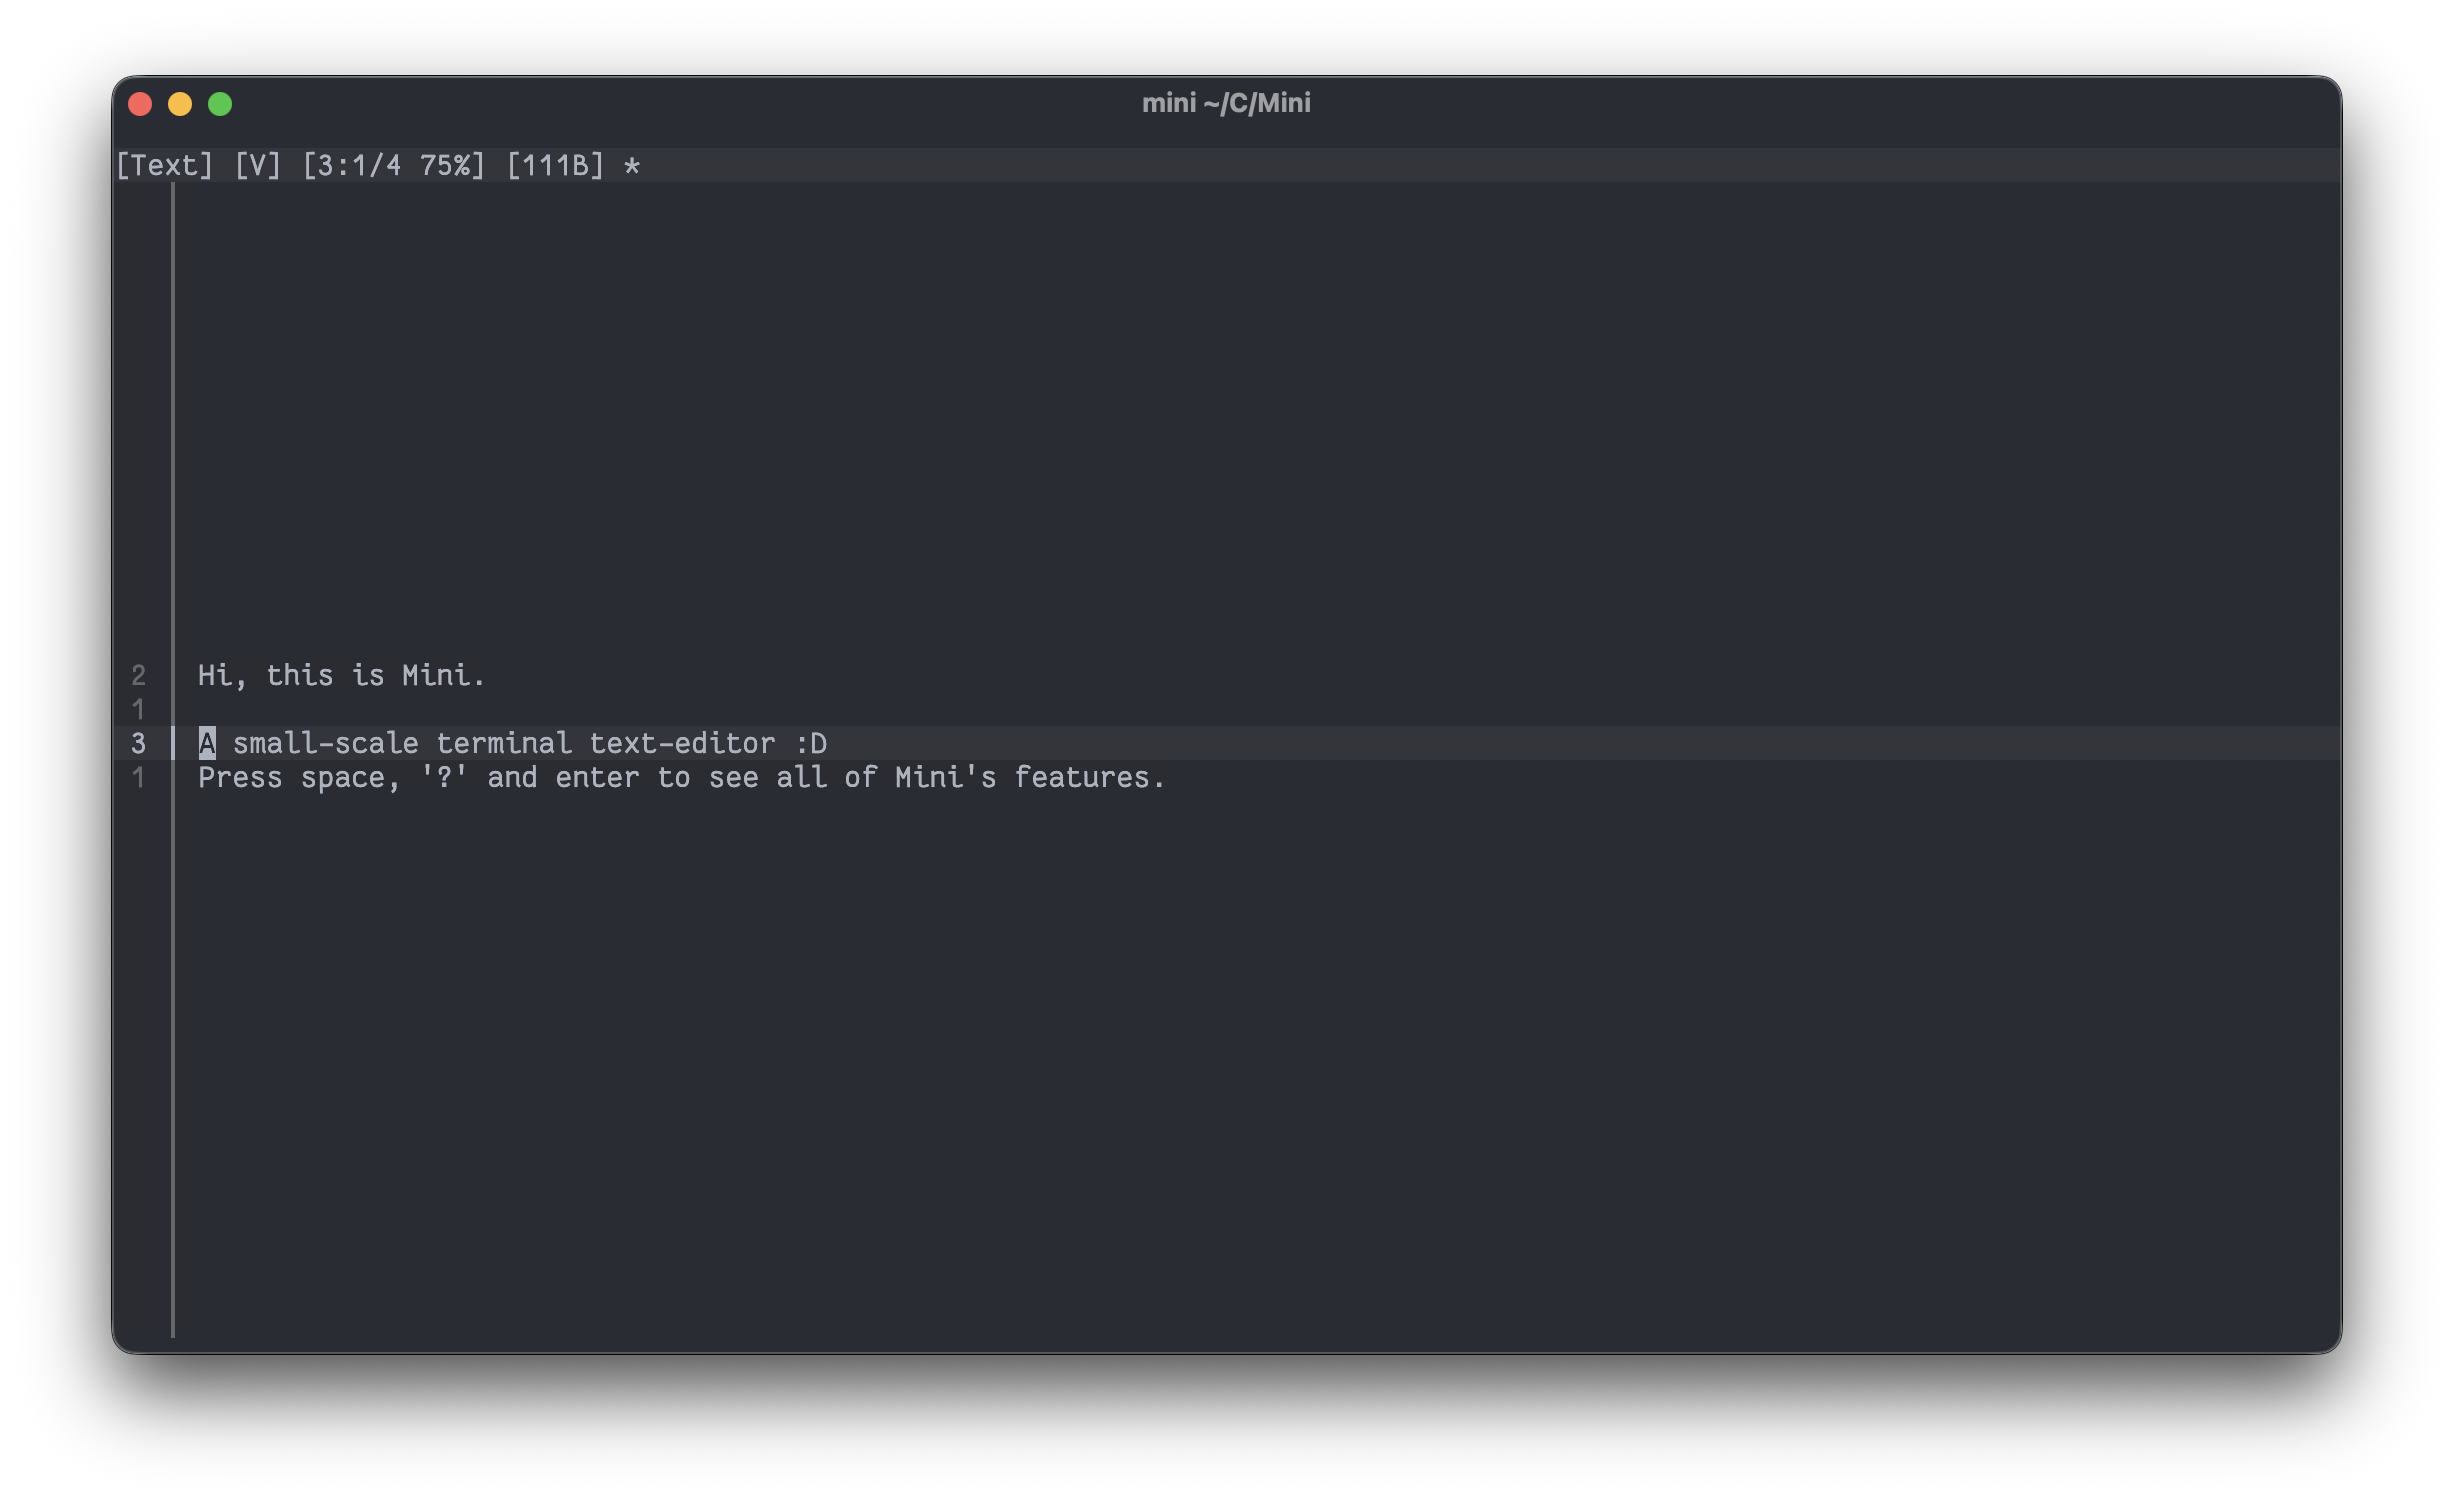 mini ~/C/Mini
[Text] [V] [3:1/4 75%] [111B] *
2 Hi, this is Mini.
1
3 A small-scale terminal text-editor :D
1 Press space, '?' and enter to see all of Mini's features.